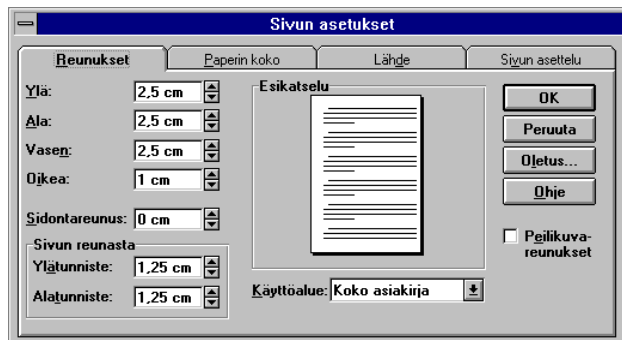 Sivun asetukset
Reunukset
Paperin koko
Lähde
Sivun asettelu
Ylä: 2,5 cm
Ala: 2,5 cm
Vasen: 2,5 cm
Oikea: 1 cm
Sidontareunus: 0 cm
Sivun reunasta
Ylätunniste: 1,25 cm
Alatunniste: 1,25 cm
Esikatselu
Käyttöalue: Koko asiakirja
OK
Peruuta
Oletus...
Ohje
Peilikuva-
reunukset